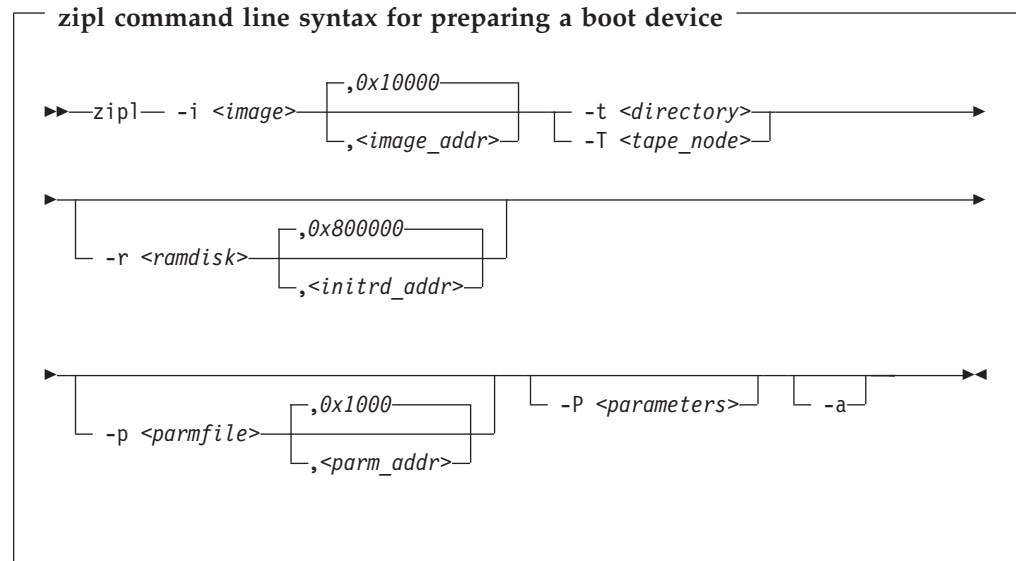 zipl command line syntax for preparing a boot device
,0x10000
zipl -i <image> -t <directory>
,<image_addr> -T <tape_node>
,0x800000
-r <ramdisk>
,<initrd_addr>
,0x1000 -P <parameters> -a
-p <parmfile>
,<parm_addr>